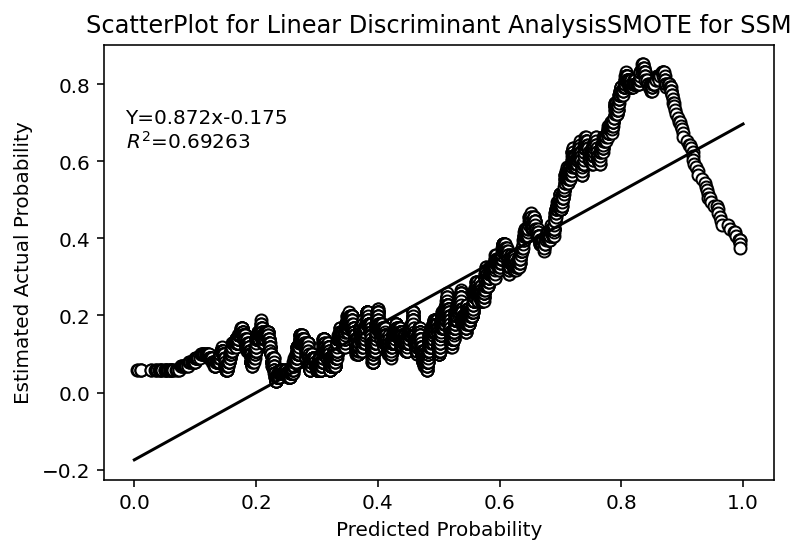 ScatterPlot for Linear Discriminant AnalysisSMOTE for SSM
Y=0.872x-0.175
R²=0.69263
Estimated Actual Probability
0.8
0.6
0.4
0.2
0.0
−0.2
0.0 0.2 0.4 0.6 0.8 1.0
Predicted Probability